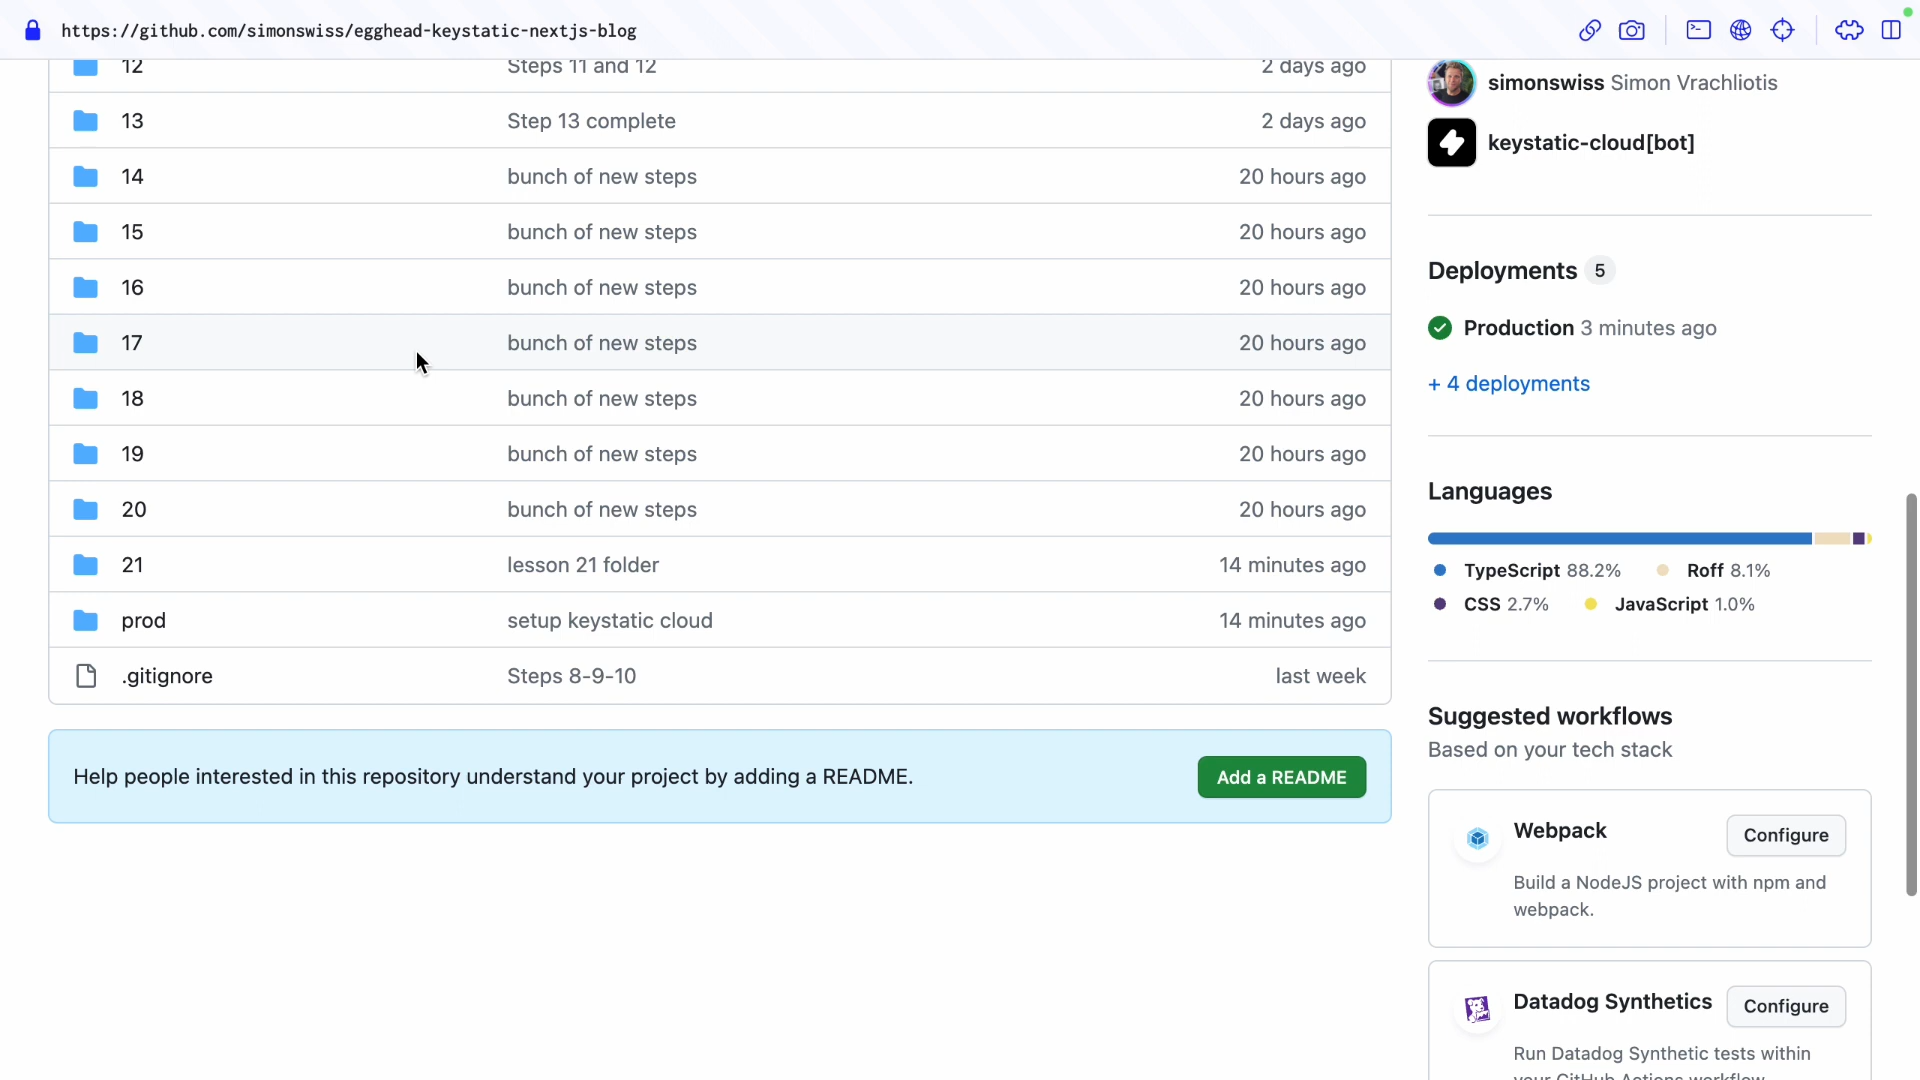 https://github.com/simonswiss/egghead-keystatic-nextjs-blog
12 Steps 11 and 12 2 days ago
13 Step 13 complete 2 days ago
14 bunch of new steps 20 hours ago
15 bunch of new steps 20 hours ago
16 bunch of new steps 20 hours ago
17 bunch of new steps 20 hours ago
18 bunch of new steps 20 hours ago
19 bunch of new steps 20 hours ago
20 bunch of new steps 20 hours ago
21 lesson 21 folder 14 minutes ago
prod setup keystatic cloud 14 minutes ago
.gitignore Steps 8-9-10 last week
Help people interested in this repository understand your project by adding a README. Add a README
simonswiss Simon Vrachliotis
keystatic-cloud[bot]
Deployments 5
Production 3 minutes ago
+ 4 deployments
Languages
TypeScript 88.2% Roff 8.1%
CSS 2.7% JavaScript 1.0%
Suggested workflows
Based on your tech stack
Webpack Configure
Build a NodeJS project with npm and
webpack.
Datadog Synthetics Configure
Run Datadog Synthetic tests within
your GitHub Actions workflow